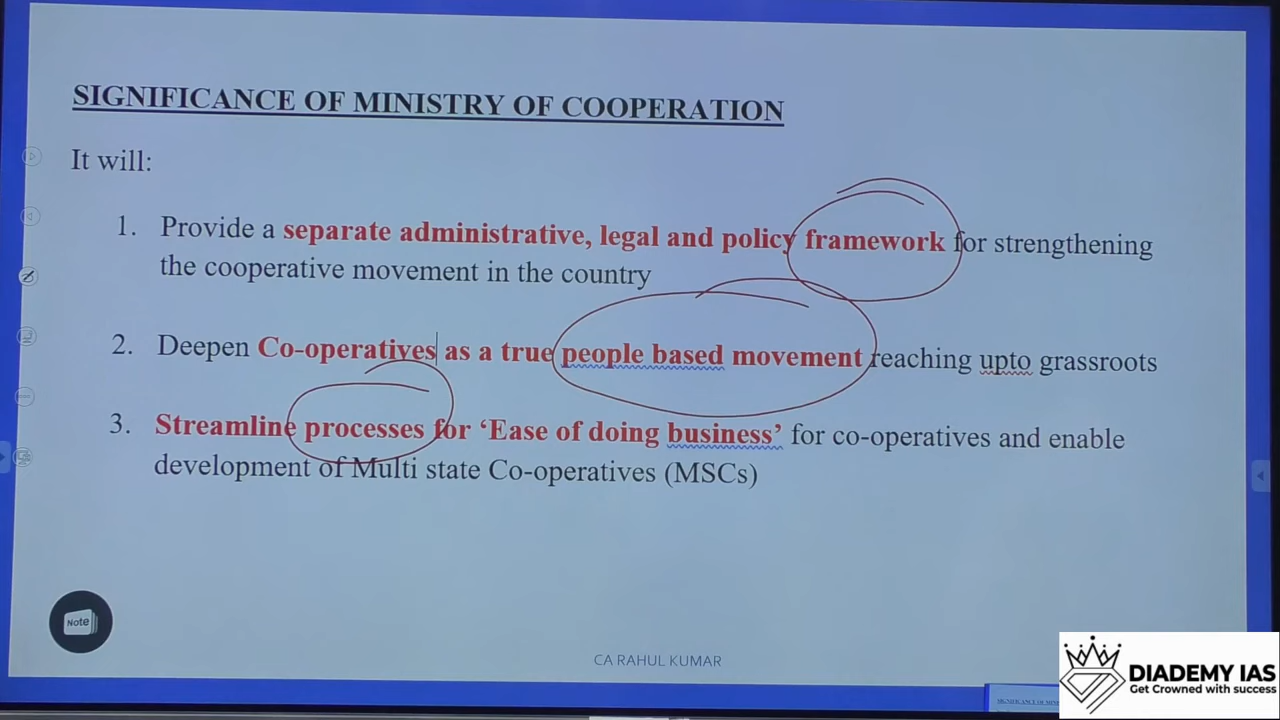 SIGNIFICANCE OF MINISTRY OF COOPERATION
It will:
1. Provide a separate administrative, legal and policy framework for strengthening
the cooperative movement in the country
2. Deepen Co-operatives as a true people based movement reaching upto grassroots
3. Streamline processes for ‘Ease of doing business’ for co-operatives and enable
development of Multi state Co-operatives (MSCs)
Note
CA RAHUL KUMAR
DIADEMY IAS
Get Crowned with success